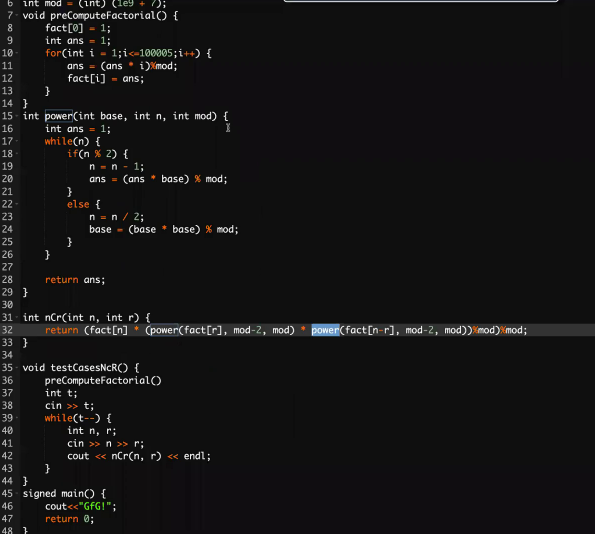 6 int mod = (int) (1e9 + 7);
7 void preComputeFactorial() {
8 fact[0] = 1;
9 int ans = 1;
10 for(int i = 1;i<=100005;i++) {
11 ans = (ans * i)%mod;
12 fact[i] = ans;
13 }
14 }
15 int power(int base, int n, int mod) {
16 int ans = 1;
17 while(n) {
18 if(n % 2) {
19 n = n - 1;
20 ans = (ans * base) % mod;
21 }
22 else {
23 n = n / 2;
24 base = (base * base) % mod;
25 }
26 }
27
28 return ans;
29 }
30
31 int nCr(int n, int r) {
32 return (fact[n] * (power(fact[r], mod-2, mod) * power(fact[n-r], mod-2, mod))%mod)%mod;
33 }
34
35 void testCasesNcR() {
36 preComputeFactorial()
37 int t;
38 cin >> t;
39 while(t--) {
40 int n, r;
41 cin >> n >> r;
42 cout << nCr(n, r) << endl;
43 }
44 }
45 signed main() {
46 cout<<"GfG!";
47 return 0;
48 }